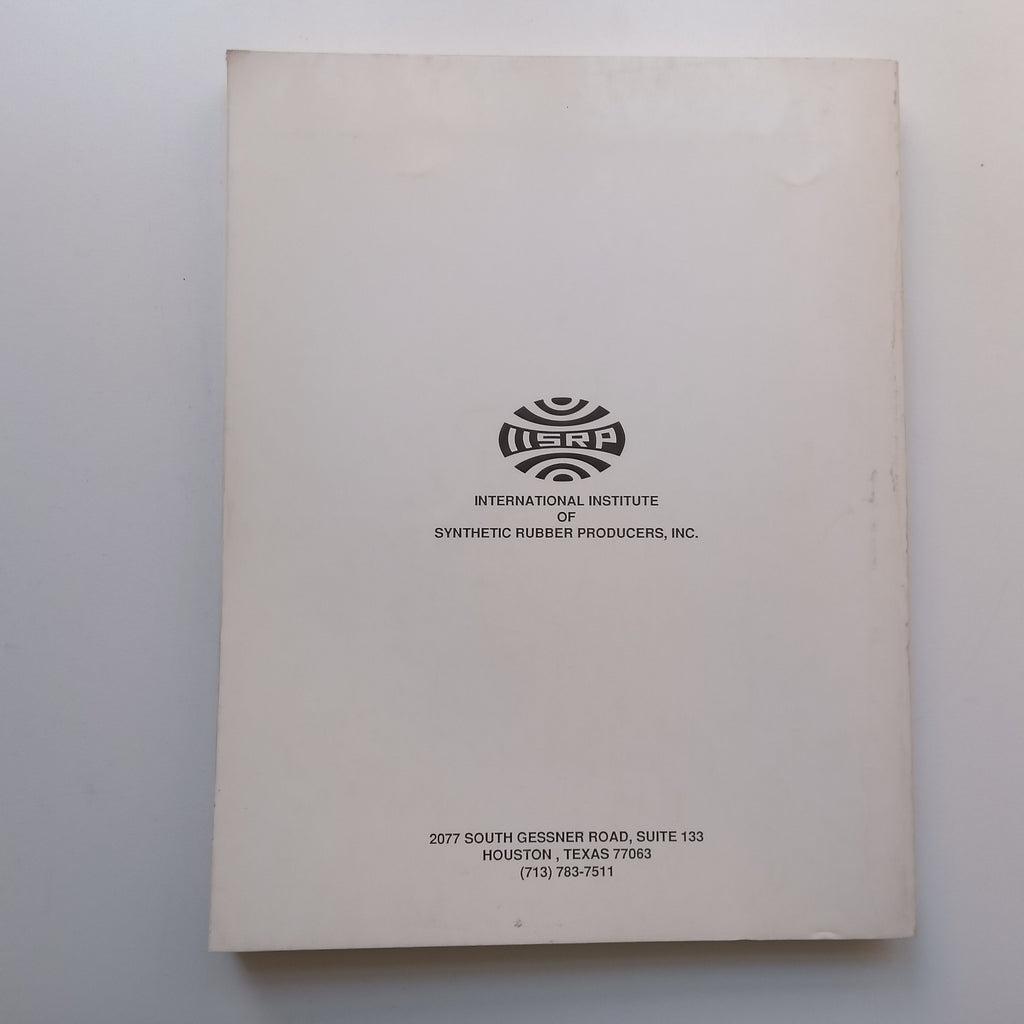 IISRP
INTERNATIONAL INSTITUTE
OF
SYNTHETIC RUBBER PRODUCERS, INC.
2077 SOUTH GESSNER ROAD, SUITE 133
HOUSTON , TEXAS 77063
(713) 783-7511